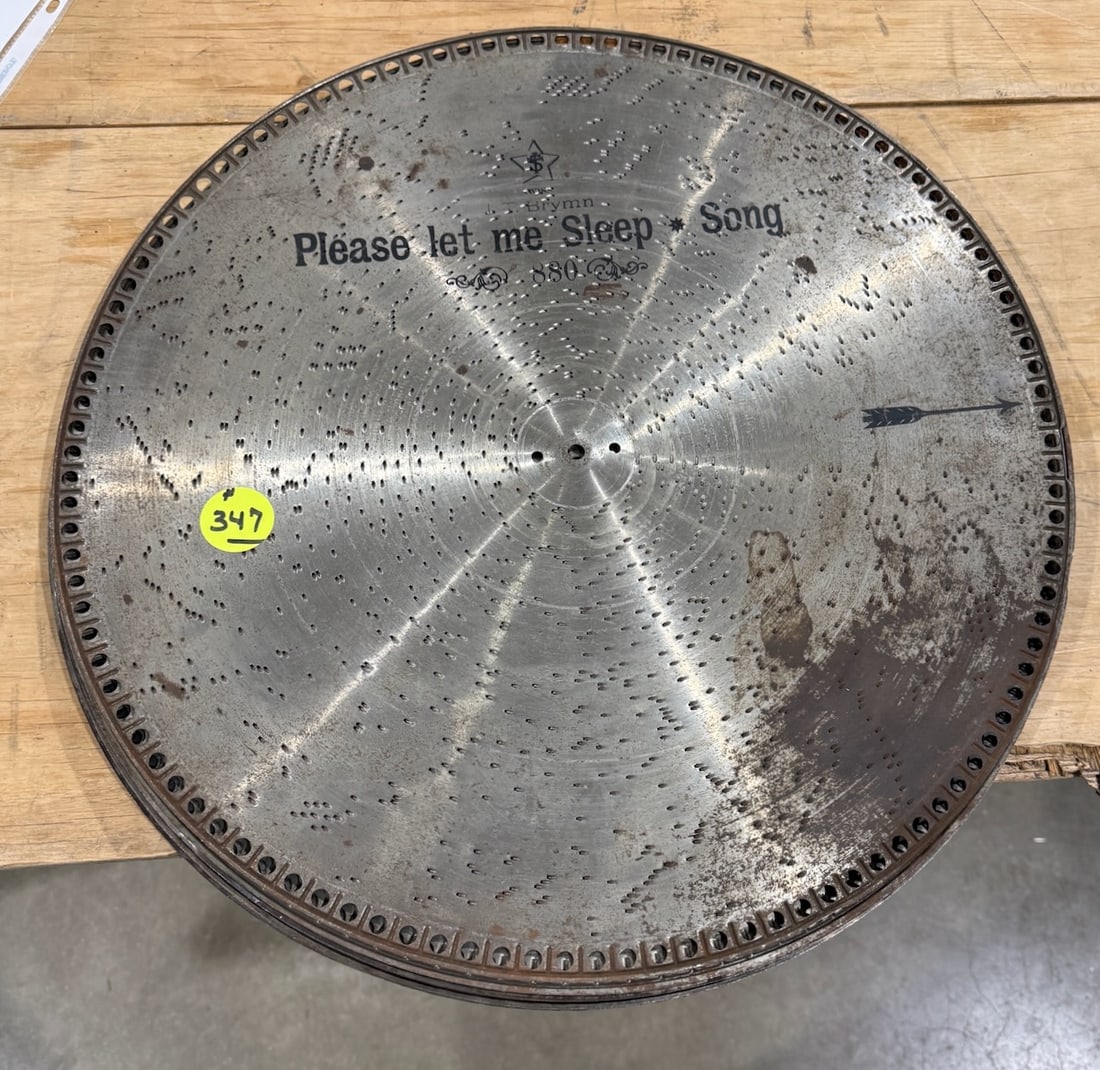 $
J. T. Brymn
Please let me Sleep * Song
880
# 347